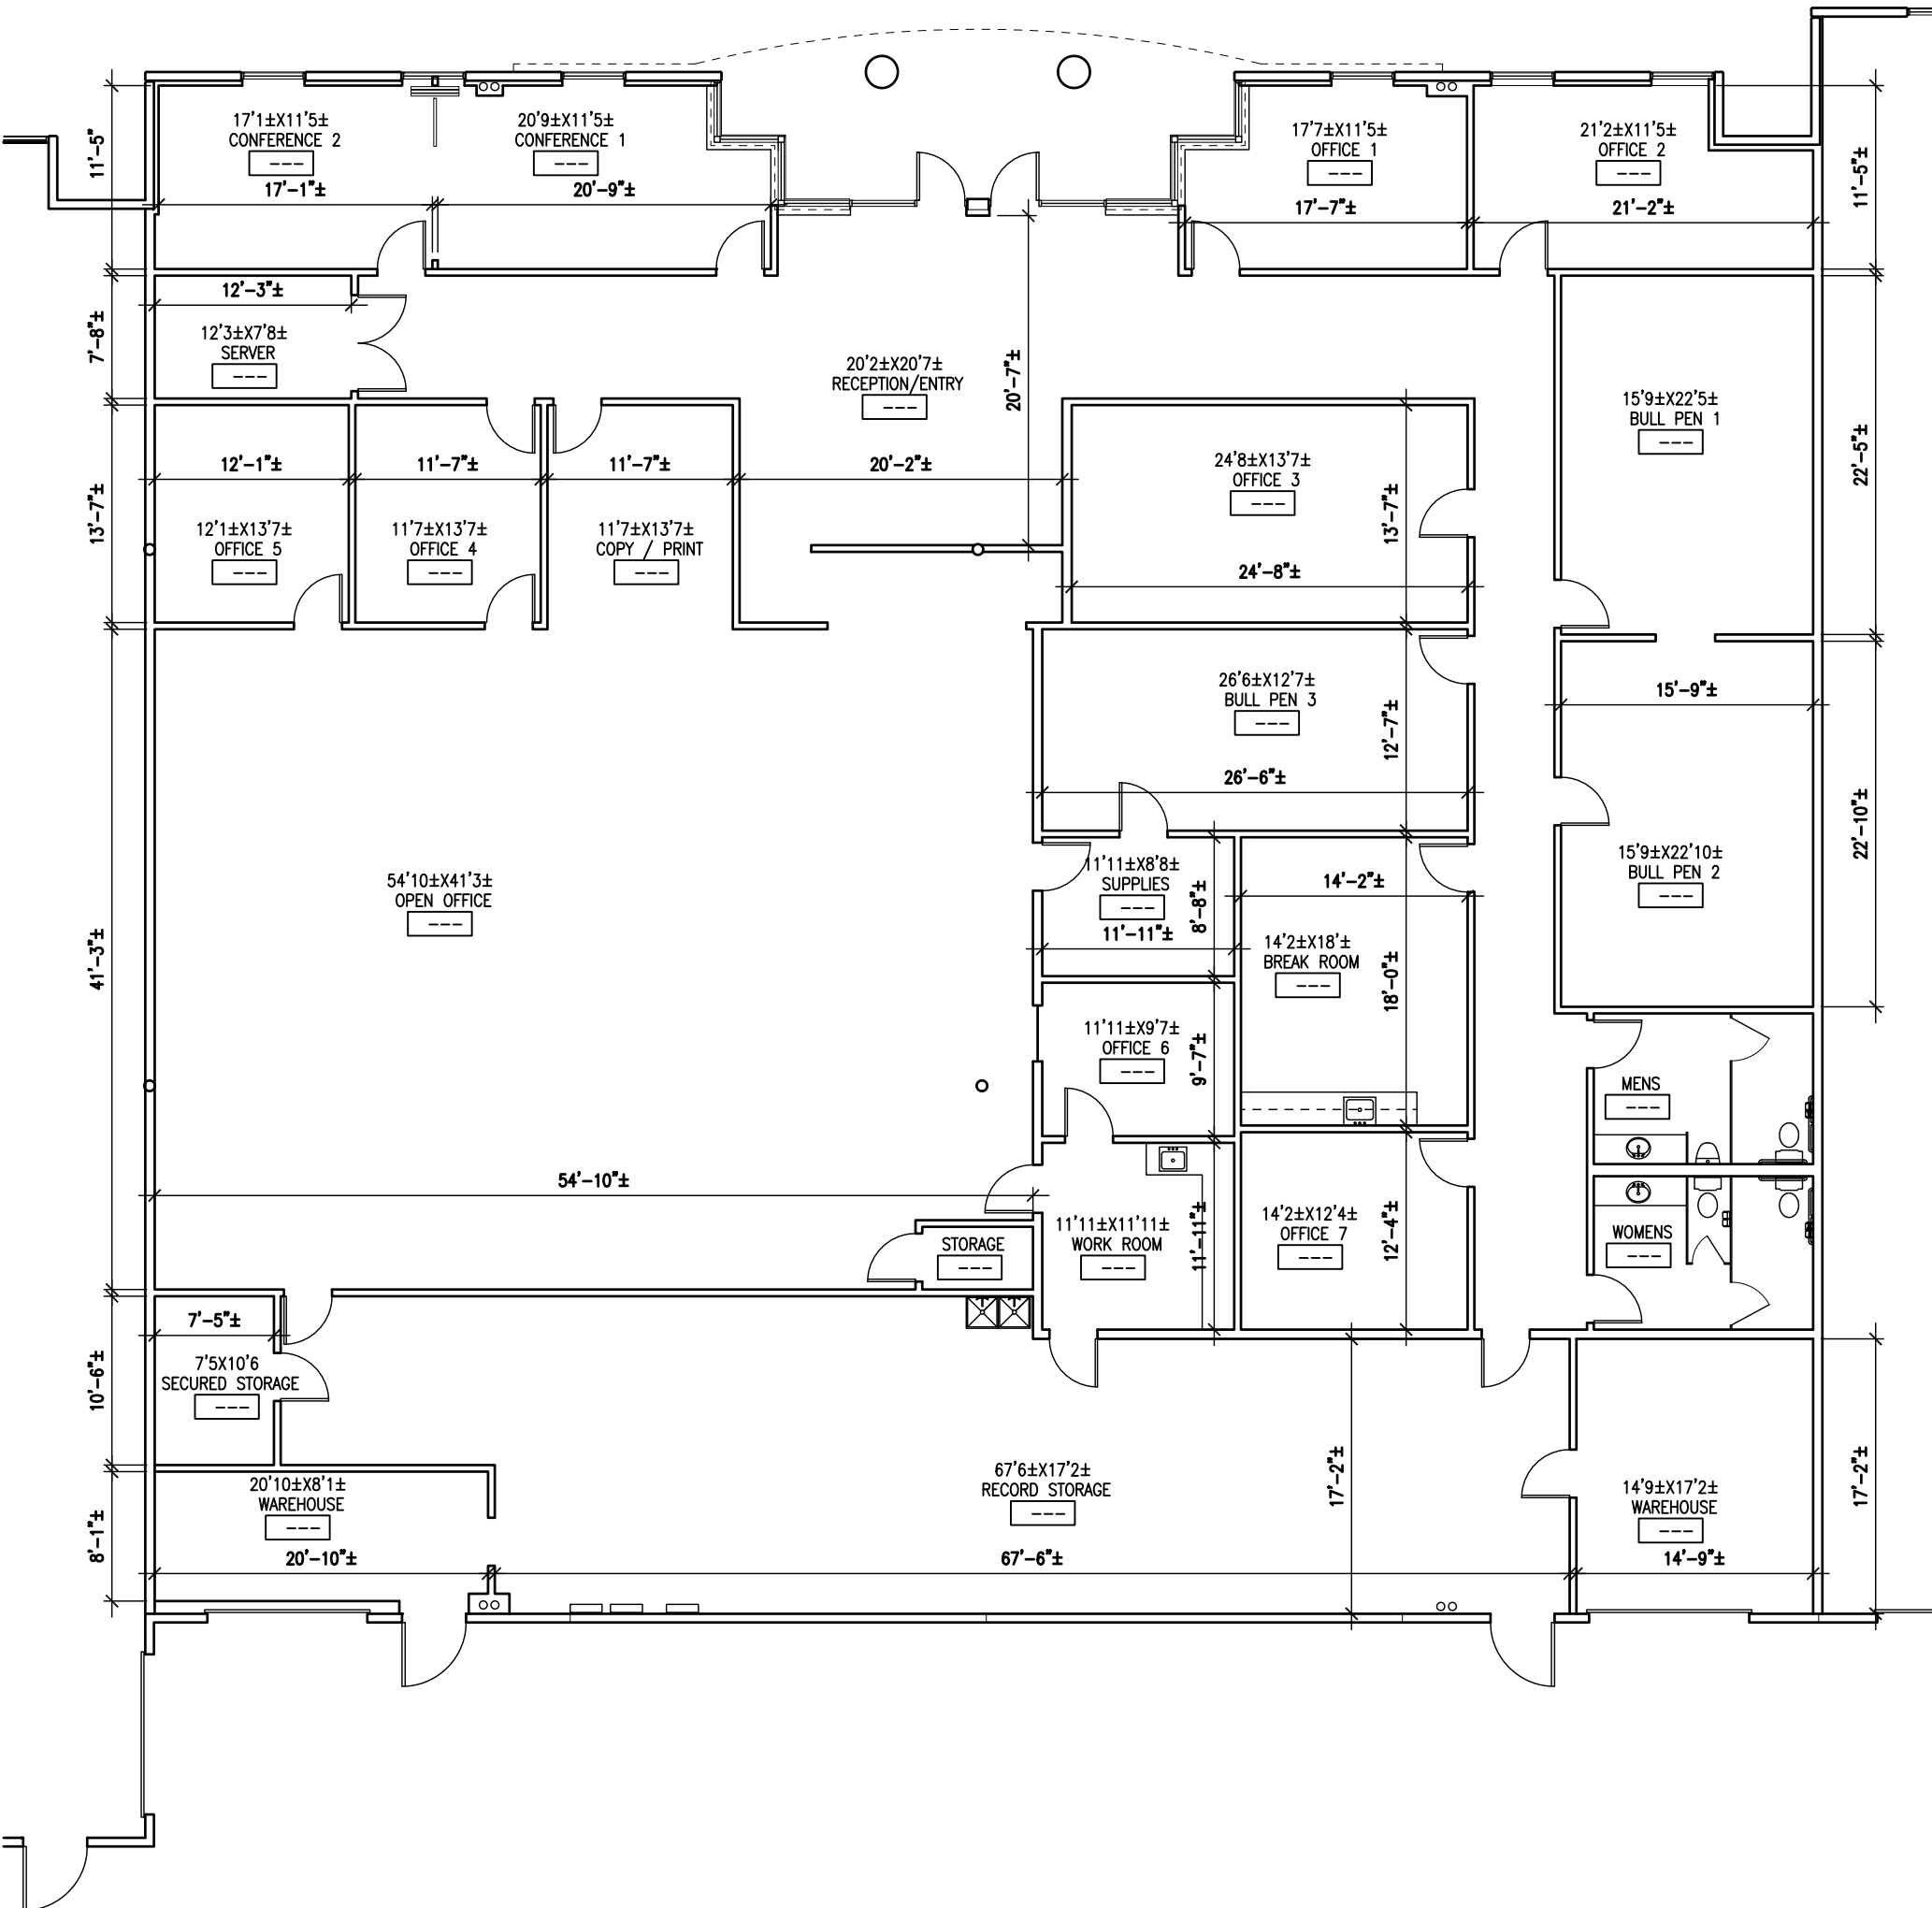 17'1±X11'5±
CONFERENCE 2
---
17'-1"±
20'9±X11'5±
CONFERENCE 1
---
20'-9"±
17'7±X11'5±
OFFICE 1
---
17'-7"±
21'2±X11'5±
OFFICE 2
---
21'-2"±
11'-5"
11'-5"±
12'-3"±
12'3±X7'8±
SERVER
---
7'-8"±
20'2±X20'7±
RECEPTION/ENTRY
---
20'-7"±
15'9±X22'5±
BULL PEN 1
---
22'-5"±
12'-1"±
11'-7"±
11'-7"±
20'-2"±
13'-7"±
12'1±X13'7±
OFFICE 5
---
11'7±X13'7±
OFFICE 4
---
11'7±X13'7±
COPY / PRINT
---
24'8±X13'7±
OFFICE 3
---
13'-7"±
24'-8"±
26'6±X12'7±
BULL PEN 3
---
12'-7"±
26'-6"±
15'-9"±
15'9±X22'10±
BULL PEN 2
---
22'-10"±
54'10±X41'3±
OPEN OFFICE
---
41'-3"±
54'-10"±
11'11±X8'8±
SUPPLIES
---
8'-8"±
11'-11"±
14'-2"±
14'2±X18'±
BREAK ROOM
---
18'-0"±
11'11±X9'7±
OFFICE 6
---
9'-7"±
MENS
---
WOMENS
---
STORAGE
---
11'11±X11'11±
WORK ROOM
---
11'-11"±
14'2±X12'4±
OFFICE 7
---
12'-4"±
7'-5"±
7'5X10'6
SECURED STORAGE
---
10'-6"±
20'10±X8'1±
WAREHOUSE
---
20'-10"±
8'-1"±
67'6±X17'2±
RECORD STORAGE
---
67'-6"±
17'-2"±
14'9±X17'2±
WAREHOUSE
---
14'-9"±
17'-2"±